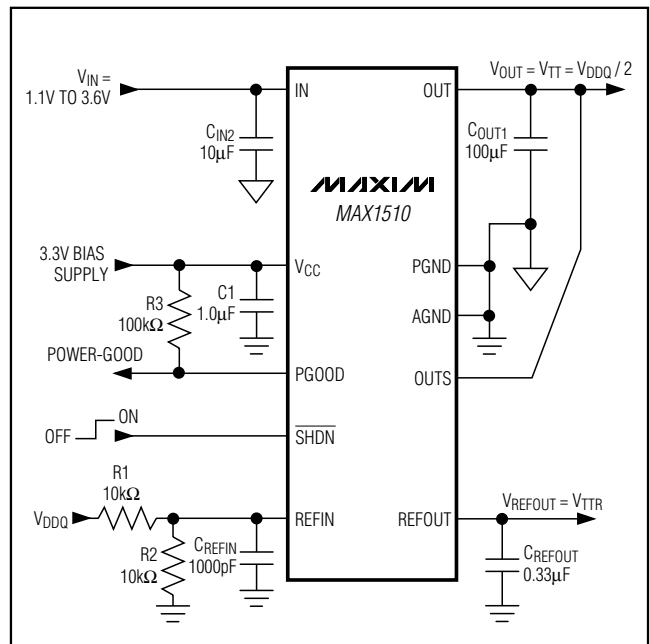 V_IN =
1.1V TO 3.6V
IN
OUT
V_OUT = V_TT = V_DDQ / 2
C_IN2
10μF
C_OUT1
100μF
MAXIM
MAX1510
3.3V BIAS
SUPPLY
V_CC
PGND
R3
100kΩ
C1
1.0μF
AGND
POWER-GOOD
PGOOD
OUTS
OFF
ON
SHDN
R1
10kΩ
V_DDQ
REFIN
REFOUT
V_REFOUT = V_TTR
R2
10kΩ
C_REFIN
1000pF
C_REFOUT
0.33μF